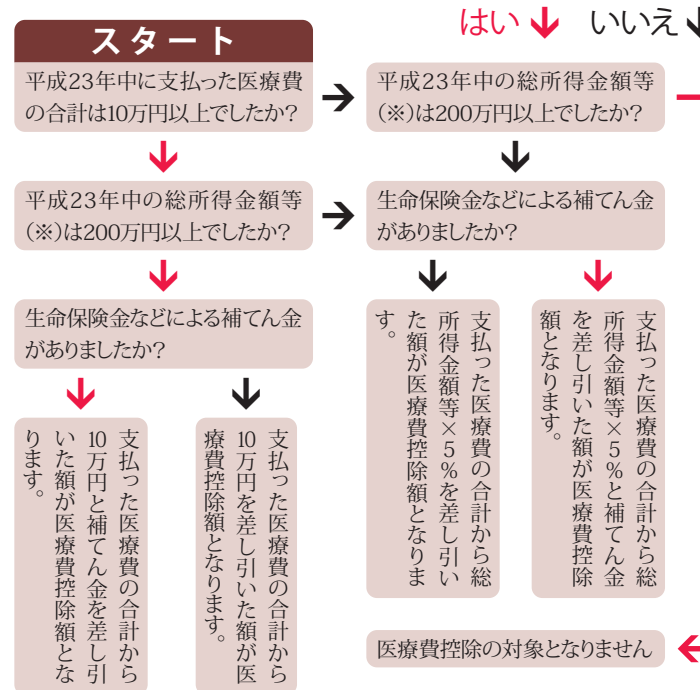 はい いいえ
スタート
平成23年中に支払った医療費
の合計は10万円以上でしたか?
平成23年中の総所得金額等
(※)は200万円以上でしたか?
平成23年中の総所得金額等
(※)は200万円以上でしたか?
生命保険金などによる補てん金
がありましたか?
生命保険金などによる補てん金
がありましたか?
支払った医療費の合計から総
所得金額等×5%と補てん金
を差し引いた額が医療費控除
額となります。
支払った医療費の合計から総
所得金額等×5%を差し引い
た額が医療費控除額となりま
す。
支払った医療費の合計から
10万円を差し引いた額が医
療費控除額となります。
支払った医療費の合計から
10万円と補てん金を差し引
いた額が医療費控除額とな
ります。
医療費控除の対象となりません